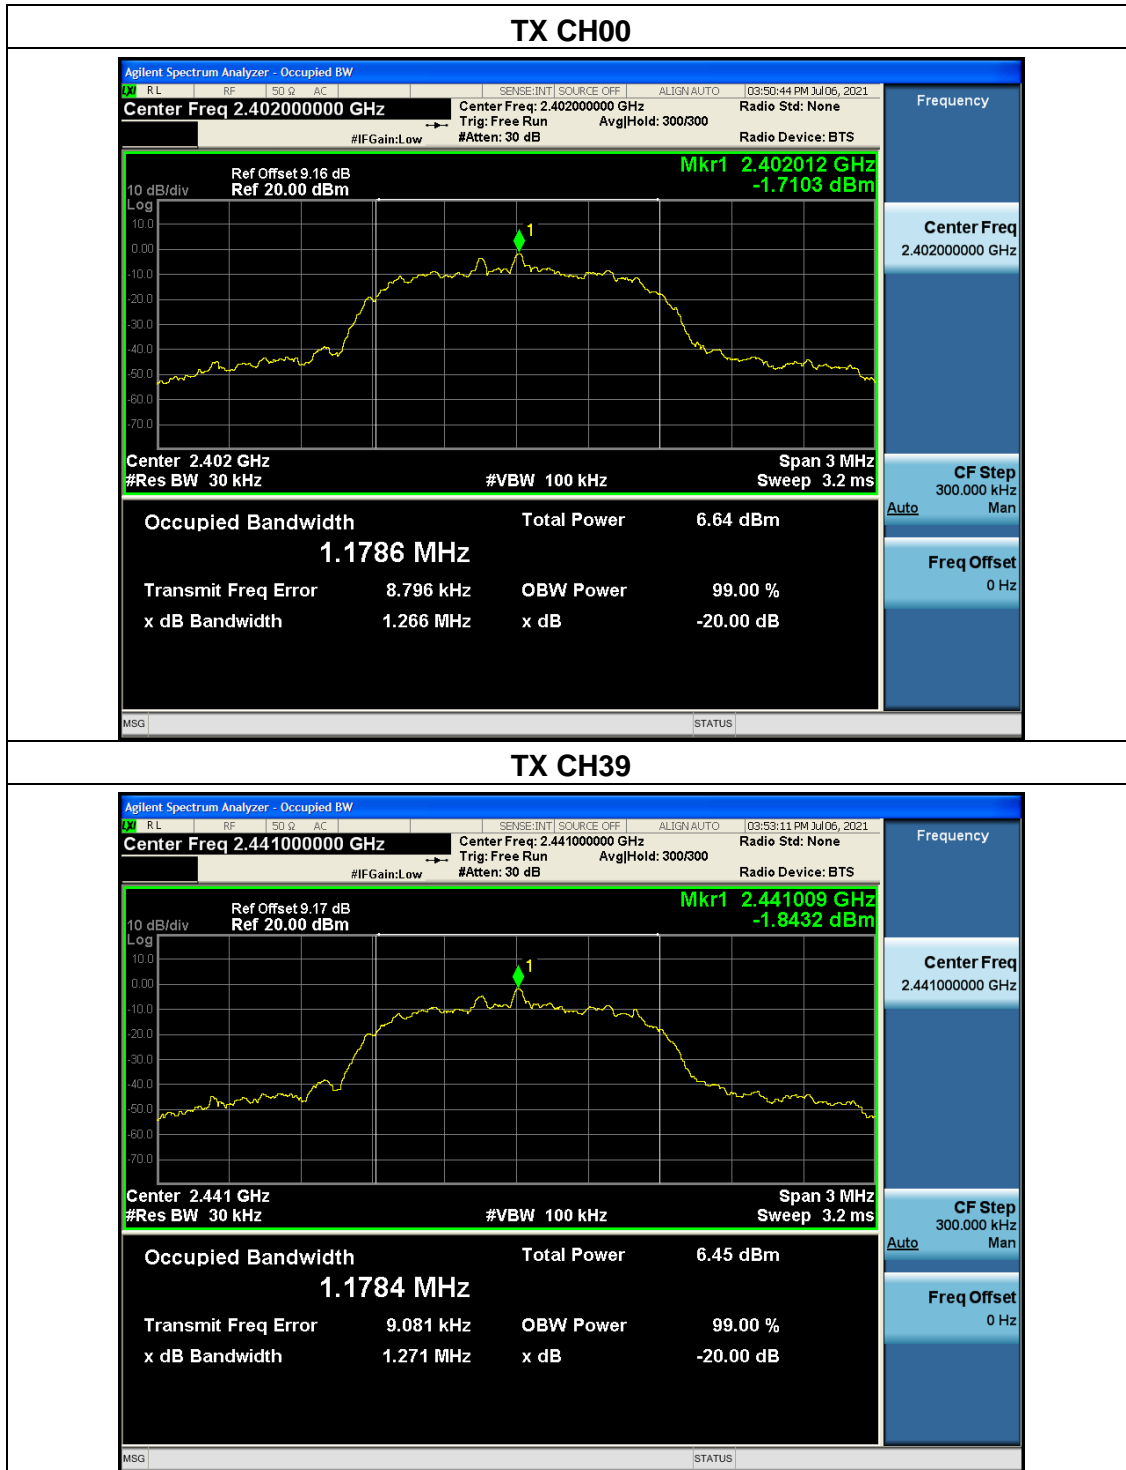 TX CH00
Agilent Spectrum Analyzer - Occupied BW
LXI RL RF 50 Ω AC SENSE:INT SOURCE OFF ALIGN AUTO 03:50:44 PM Jul 06, 2021
Center Freq 2.402000000 GHz Center Freq: 2.402000000 GHz Radio Std: None Frequency
Trig: Free Run Avg|Hold: 300/300
#IFGain:Low #Atten: 30 dB Radio Device: BTS
Mkr1 2.402012 GHz
-1.7103 dBm
Ref Offset 9.16 dB
10 dB/div Ref 20.00 dBm
Log
10.0
0.00
-10.0
-20.0
-30.0
-40.0
-50.0
-60.0
-70.0
1
Center Freq
2.402000000 GHz
Center 2.402 GHz Span 3 MHz
#Res BW 30 kHz #VBW 100 kHz Sweep 3.2 ms
CF Step
300.000 kHz
Auto Man
Occupied Bandwidth Total Power 6.64 dBm
1.1786 MHz
Freq Offset
0 Hz
Transmit Freq Error 8.796 kHz OBW Power 99.00 %
x dB Bandwidth 1.266 MHz x dB -20.00 dB
MSG STATUS
TX CH39
Agilent Spectrum Analyzer - Occupied BW
LXI RL RF 50 Ω AC SENSE:INT SOURCE OFF ALIGN AUTO 03:53:11 PM Jul 06, 2021
Center Freq 2.441000000 GHz Center Freq: 2.441000000 GHz Radio Std: None Frequency
Trig: Free Run Avg|Hold: 300/300
#IFGain:Low #Atten: 30 dB Radio Device: BTS
Mkr1 2.441009 GHz
-1.8432 dBm
Ref Offset 9.17 dB
10 dB/div Ref 20.00 dBm
Log
10.0
0.00
-10.0
-20.0
-30.0
-40.0
-50.0
-60.0
-70.0
1
Center Freq
2.441000000 GHz
Center 2.441 GHz Span 3 MHz
#Res BW 30 kHz #VBW 100 kHz Sweep 3.2 ms
CF Step
300.000 kHz
Auto Man
Occupied Bandwidth Total Power 6.45 dBm
1.1784 MHz
Freq Offset
0 Hz
Transmit Freq Error 9.081 kHz OBW Power 99.00 %
x dB Bandwidth 1.271 MHz x dB -20.00 dB
MSG STATUS